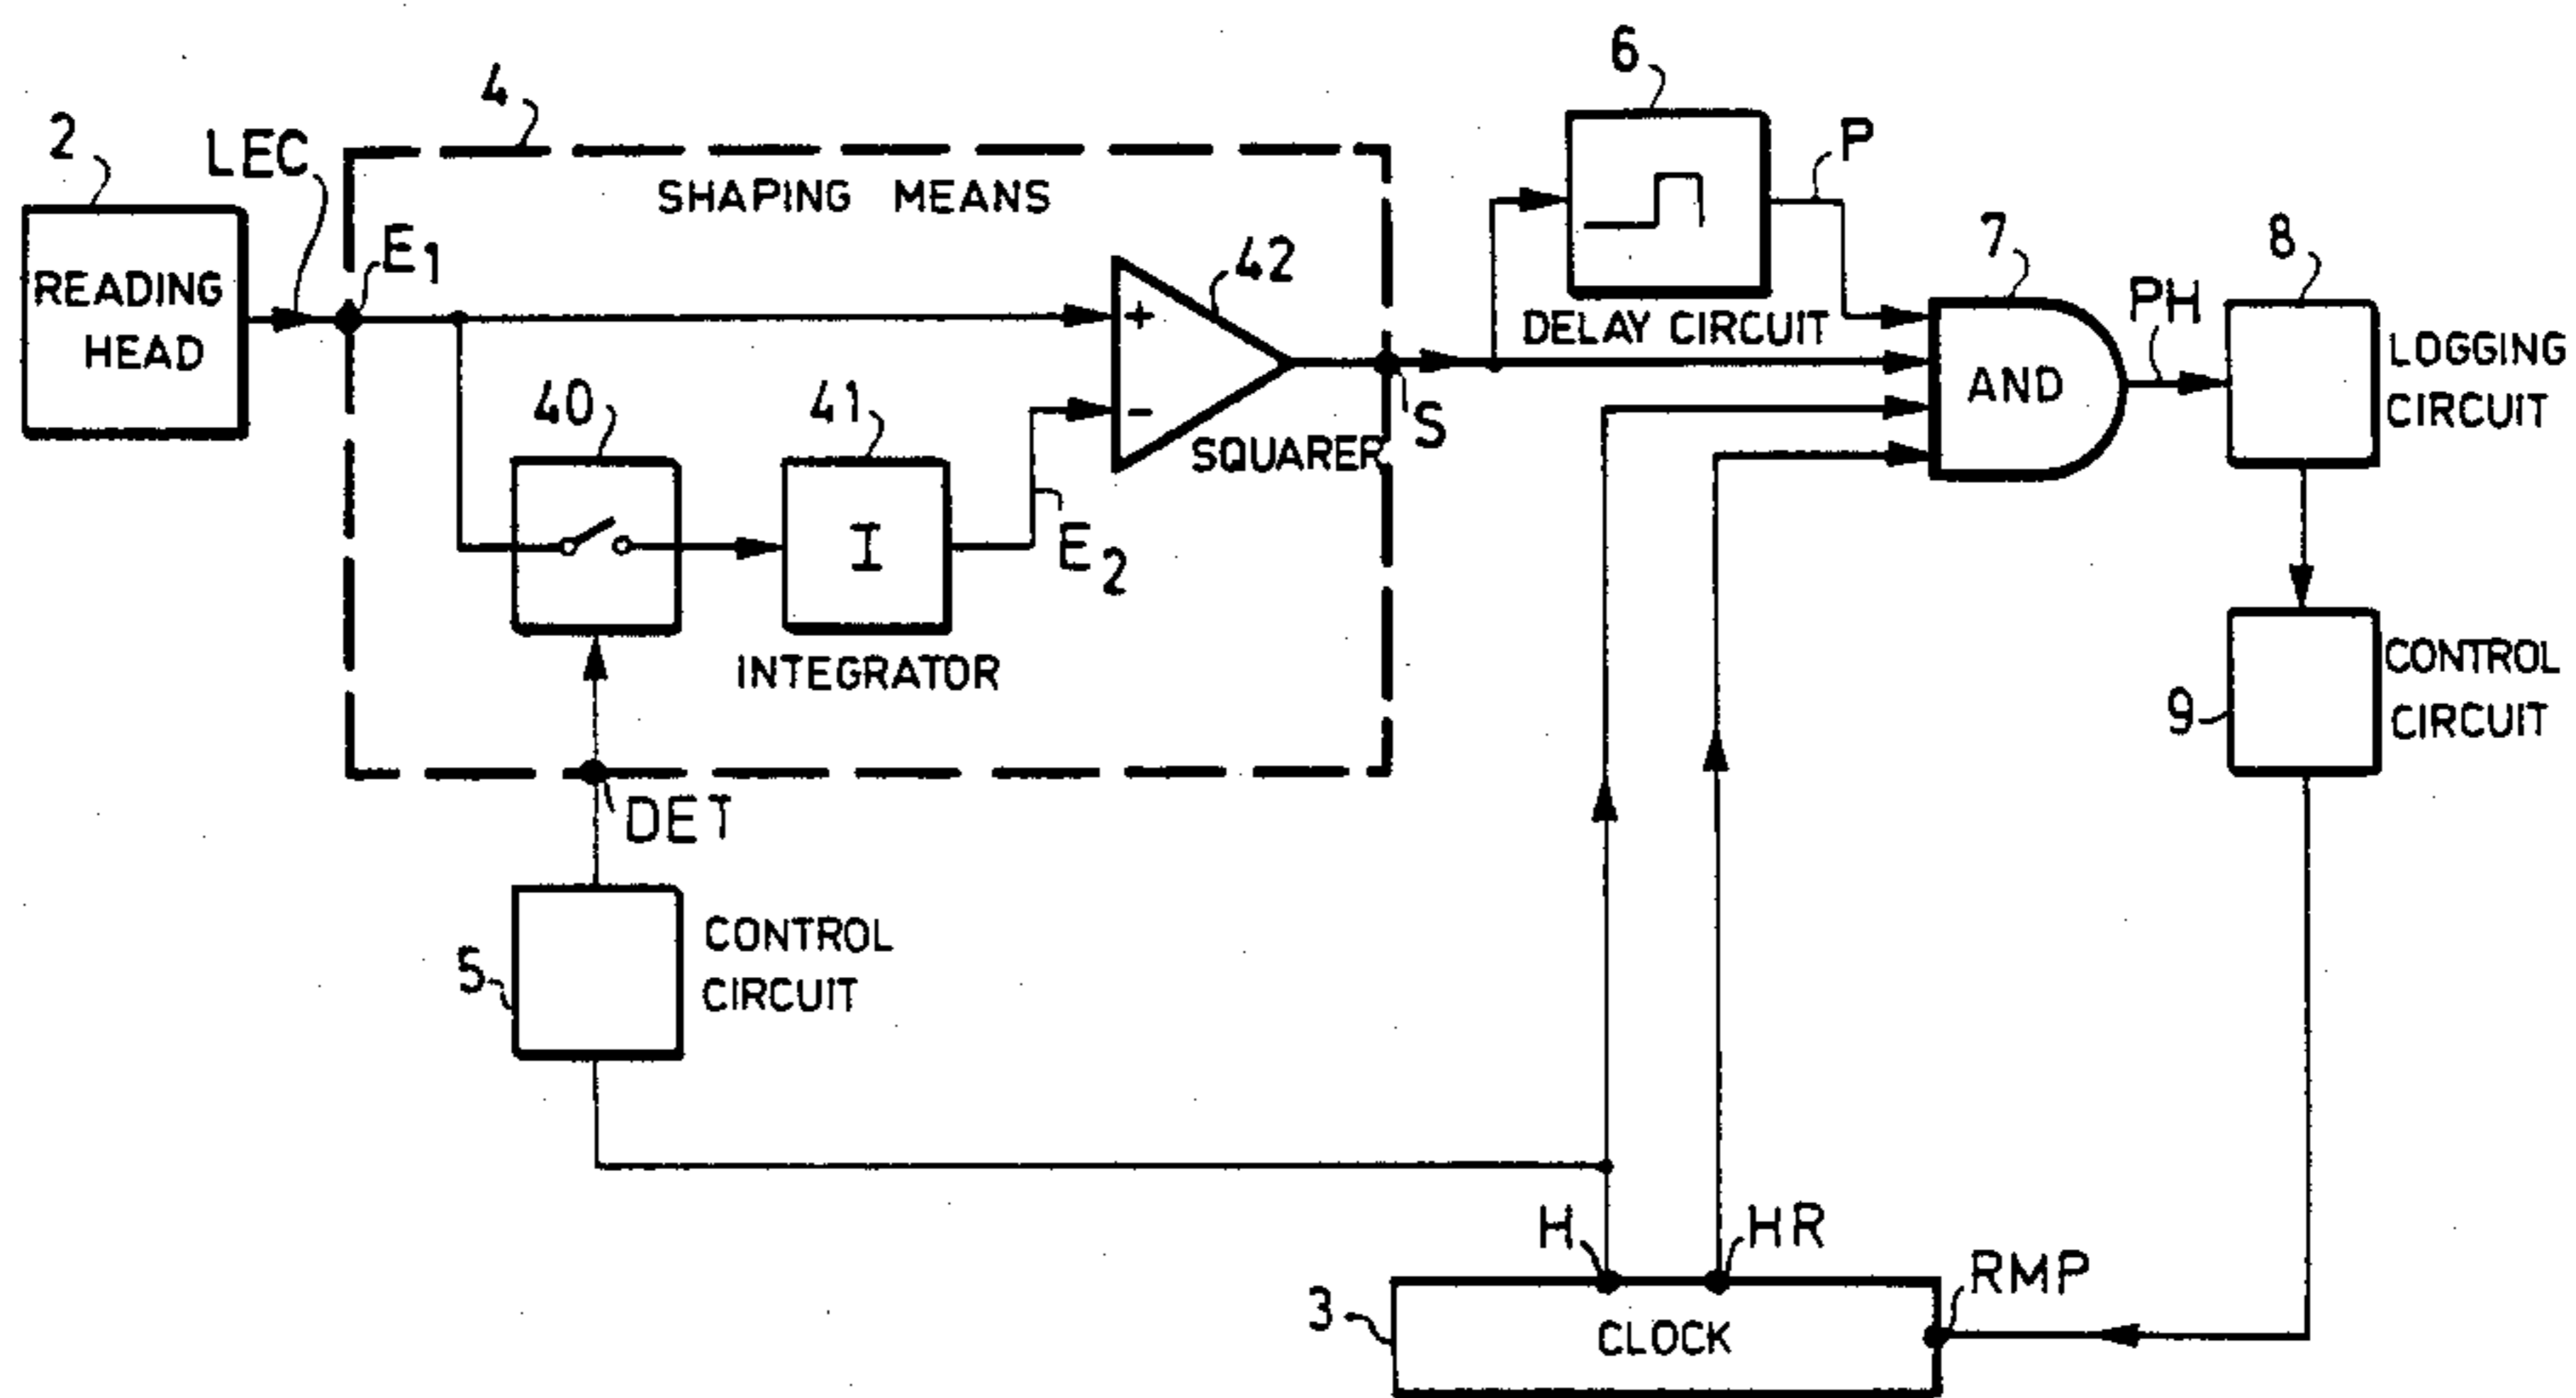 2
READING
HEAD
LEC
E1
4
SHAPING MEANS
40
41
I
INTEGRATOR
E2
+
-
42
SQUARER
S
DET
5
CONTROL
CIRCUIT
6
DELAY CIRCUIT
P
7
AND
PH
8
LOGGING
CIRCUIT
9
CONTROL
CIRCUIT
H
HR
RMP
3
CLOCK